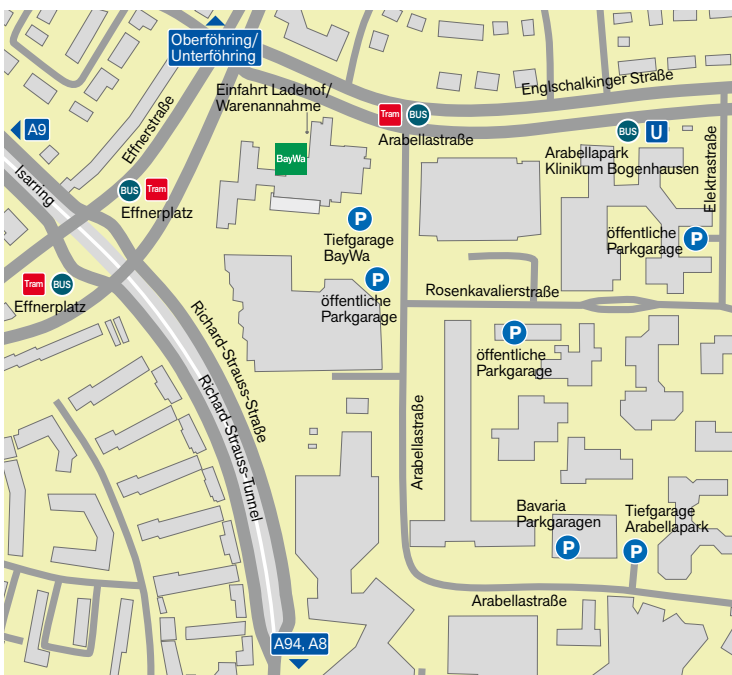 Oberföhring/
Unterföhring
Englschalkinger Straße
Einfahrt Ladehof/
Warenannahme
A9
Effnerstraße
Tram
BUS
Arabellastraße
BUS
U
Arabellapark
Klinikum Bogenhausen
Elektrastraße
BayWa
Isarring
BUS
Tram
Effnerplatz
P
Tiefgarage
BayWa
öffentliche
Parkgarage
P
P
öffentliche
Parkgarage
Tram
BUS
Effnerplatz
Rosenkavalierstraße
Richard-Strauss-Straße
Richard-Strauss-Tunnel
P
öffentliche
Parkgarage
Arabellastraße
Bavaria
Parkgaragen
P
Tiefgarage
Arabellapark
P
Arabellastraße
A94, A8